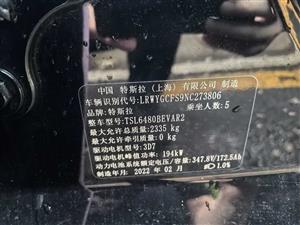 中国 特斯拉(上海)有限公司 制造
车辆识别代号:LRWYGCFS9NC273806
品牌:特斯拉 乘坐人数:5
整车型号:TSL6480BEVAR2
最大允许总质量:2335 kg
最大允许牵引质量:0 kg
驱动电机型号:3D7
驱动电机峰值功率:194kW
动力电池系统额定电压/容量:347.8V/172.5Ah
制造年月:2022 年 02 月 1.0%